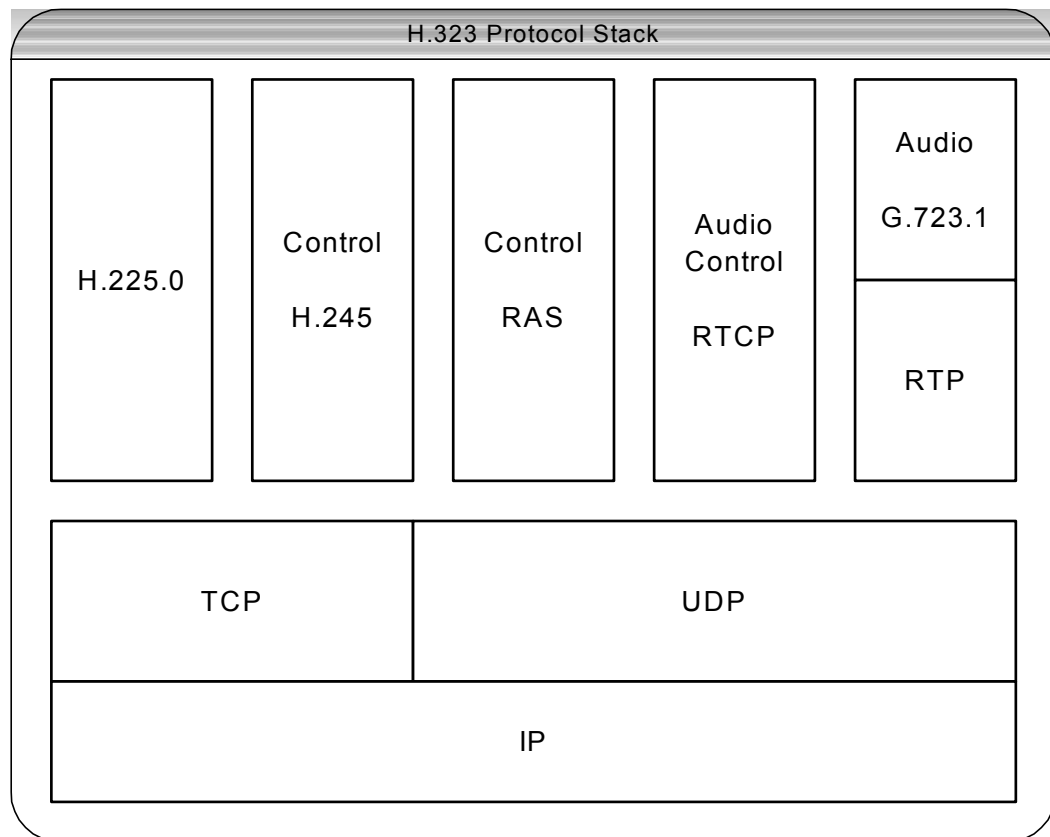 H.323 Protocol Stack
H.225.0
Control
H.245
Control
RAS
Audio
Control
RTCP
Audio
G.723.1
RTP
TCP
UDP
IP